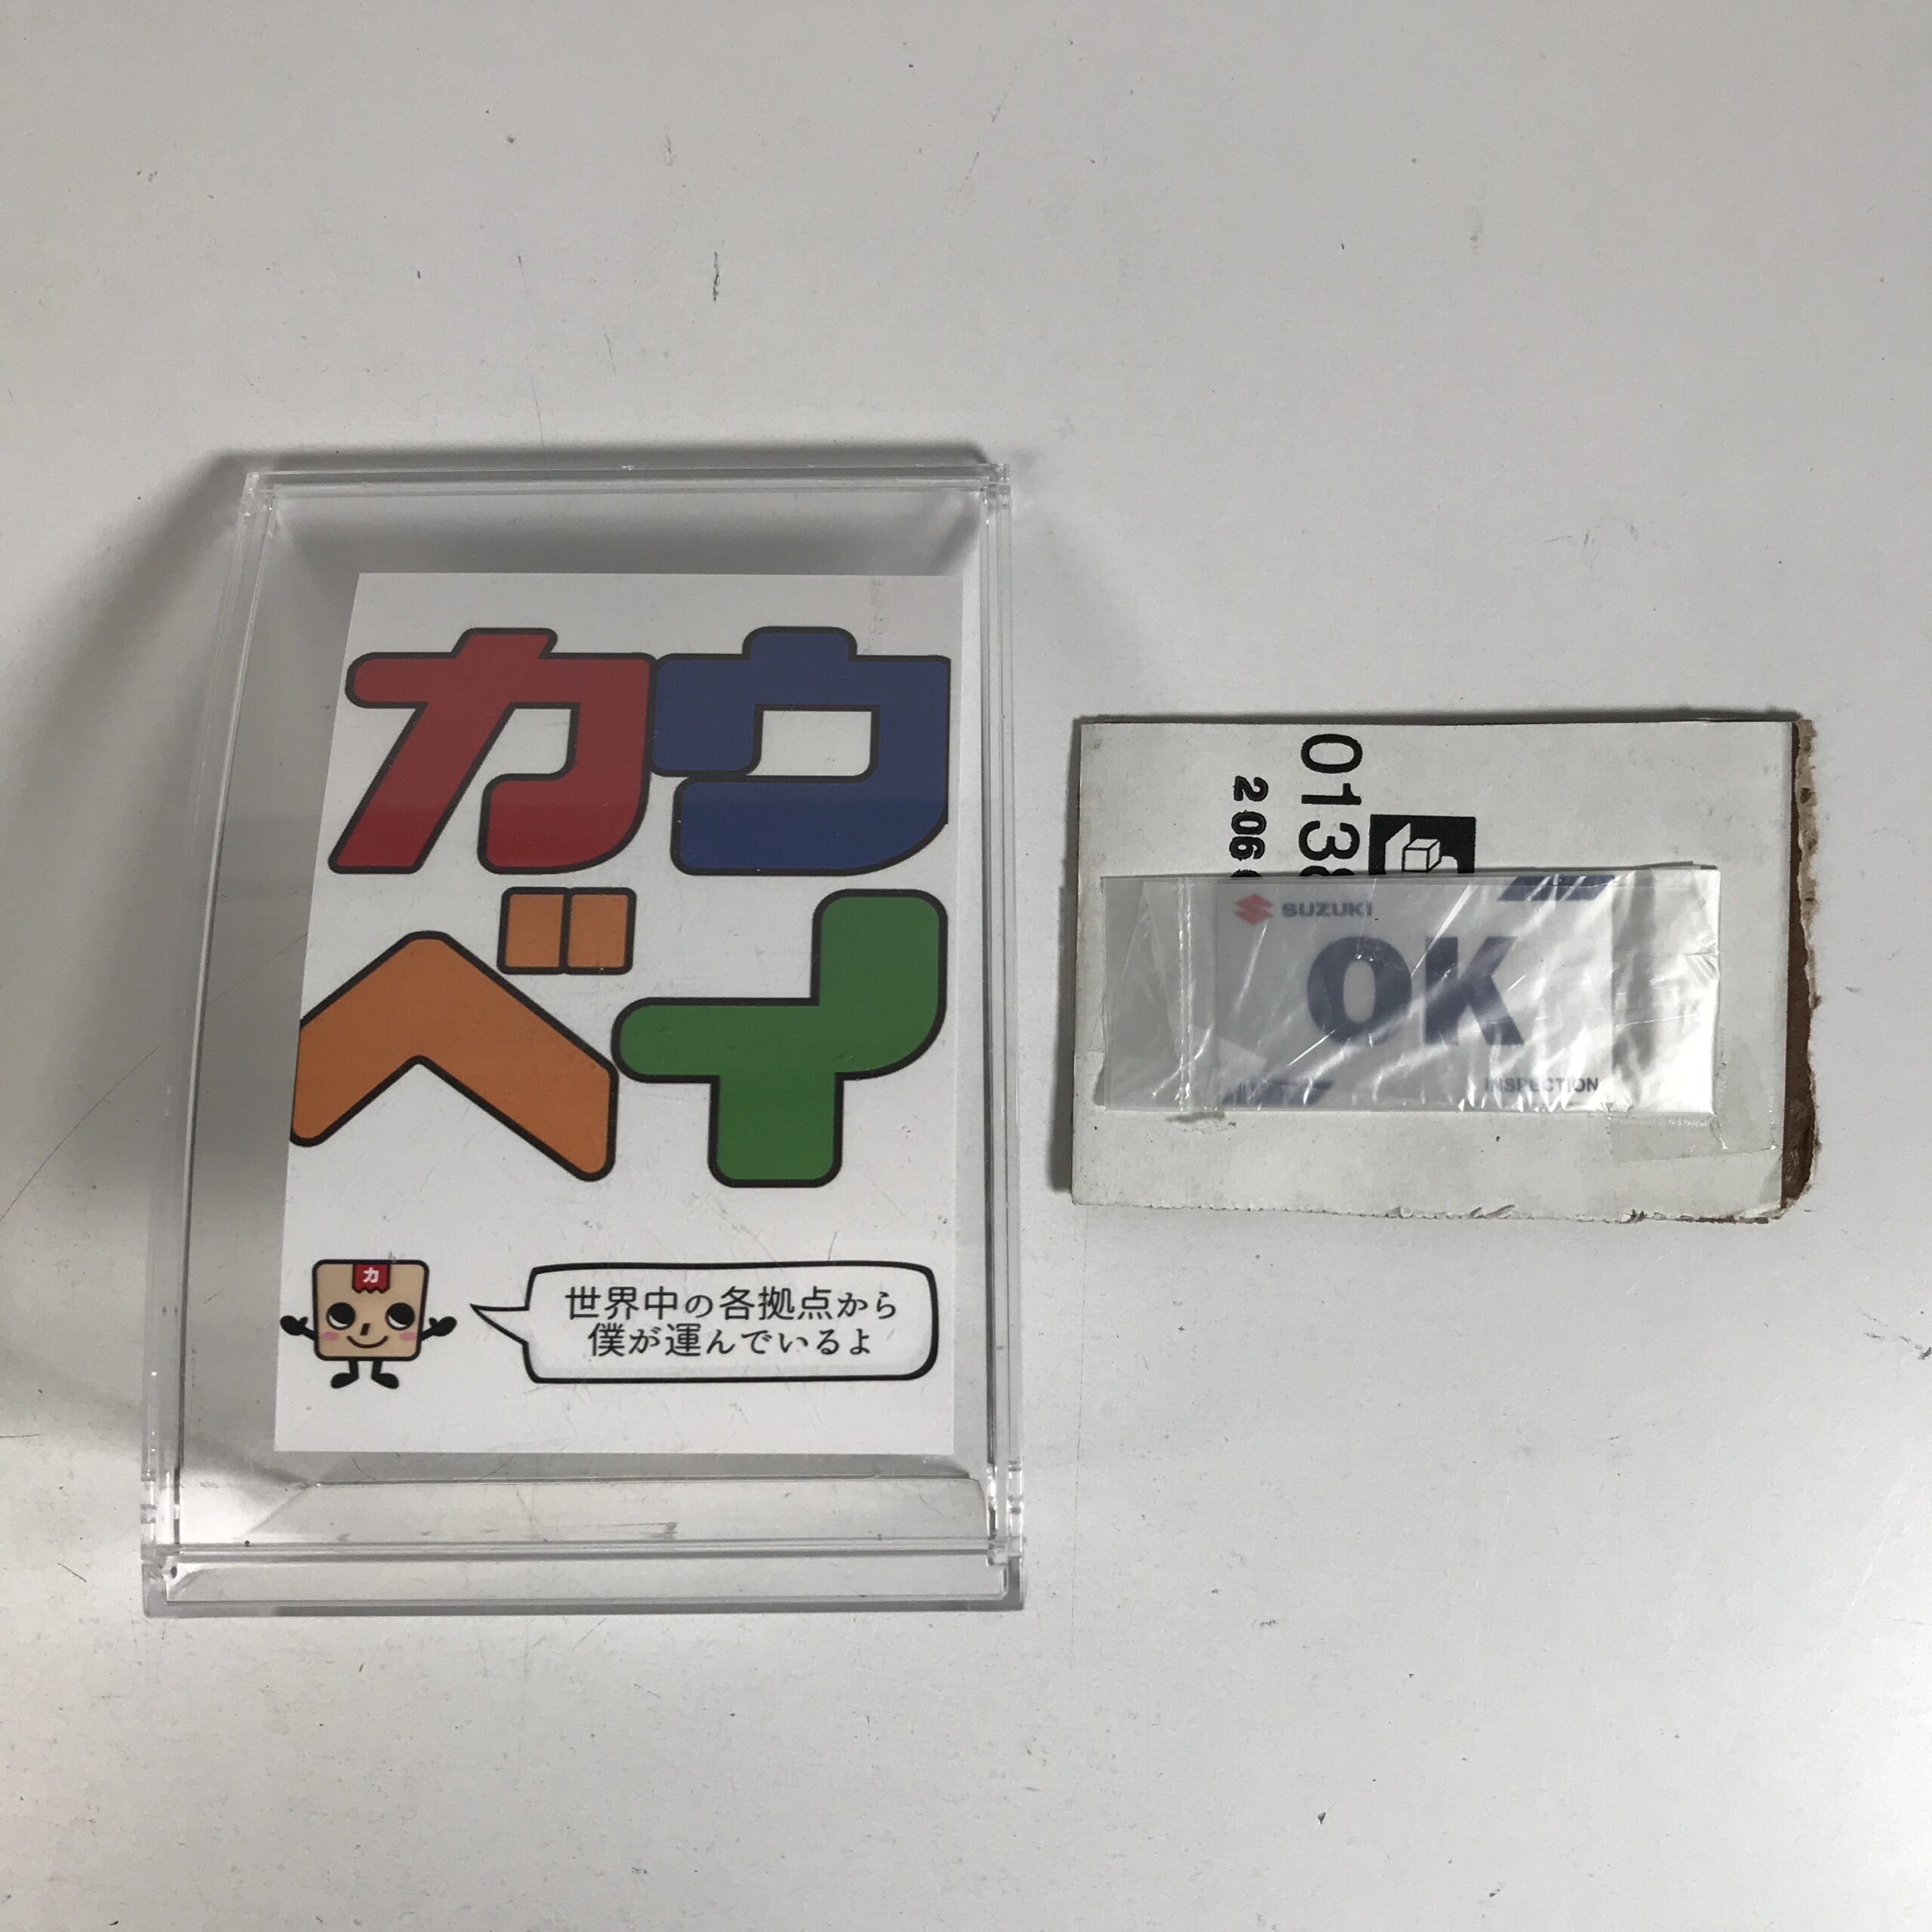 カウ
ベイ
カ
世界中の各拠点から
僕が運んでいるよ
SUZUKI
OK
INSPECTION